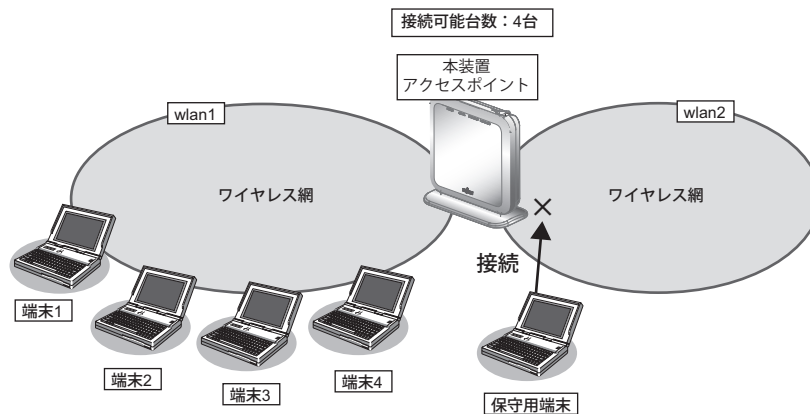 接続可能台数：4台
本装置
アクセスポイント
wlan1
wlan2
ワイヤレス網
ワイヤレス網
接続
端末1
端末2
端末3
端末4
保守用端末